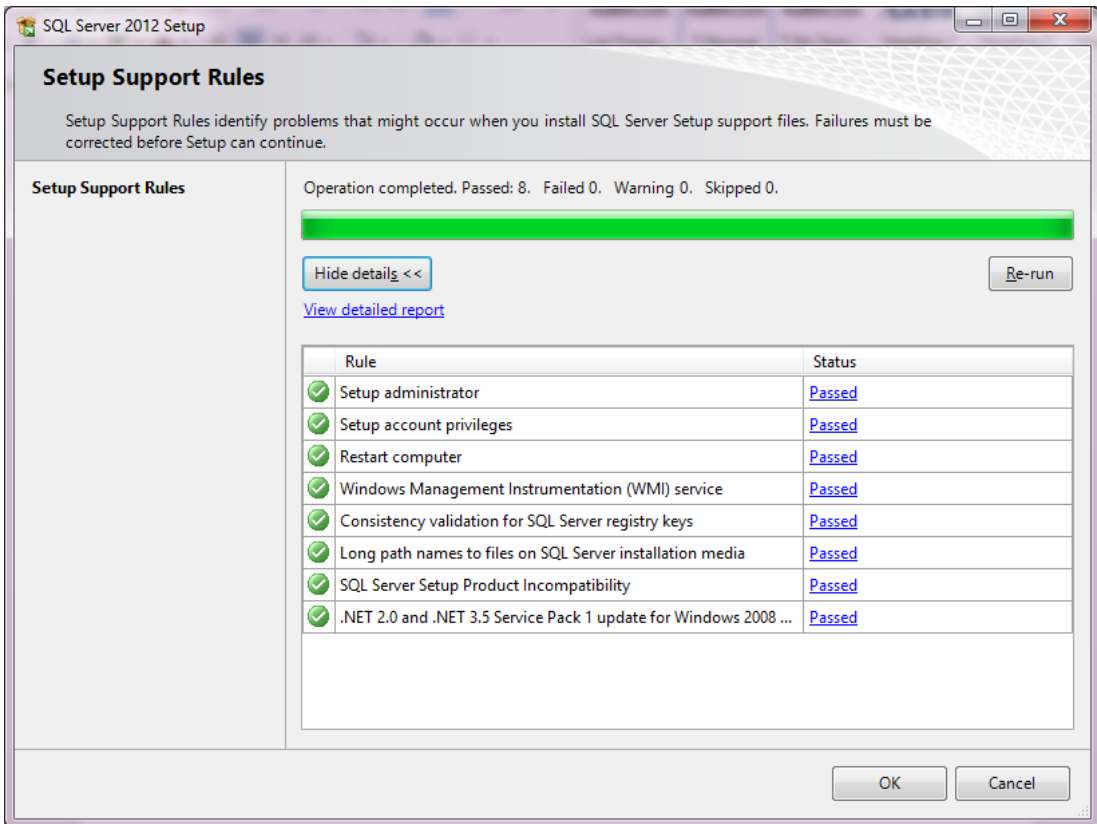 SQL Server 2012 Setup
Setup Support Rules
Setup Support Rules identify problems that might occur when you install SQL Server Setup support files. Failures must be
corrected before Setup can continue.
Setup Support Rules
Operation completed. Passed: 8. Failed 0. Warning 0. Skipped 0.
Hide details <<
Re-run
View detailed report
Rule Status
Setup administrator Passed
Setup account privileges Passed
Restart computer Passed
Windows Management Instrumentation (WMI) service Passed
Consistency validation for SQL Server registry keys Passed
Long path names to files on SQL Server installation media Passed
SQL Server Setup Product Incompatibility Passed
.NET 2.0 and .NET 3.5 Service Pack 1 update for Windows 2008 ... Passed
OK Cancel